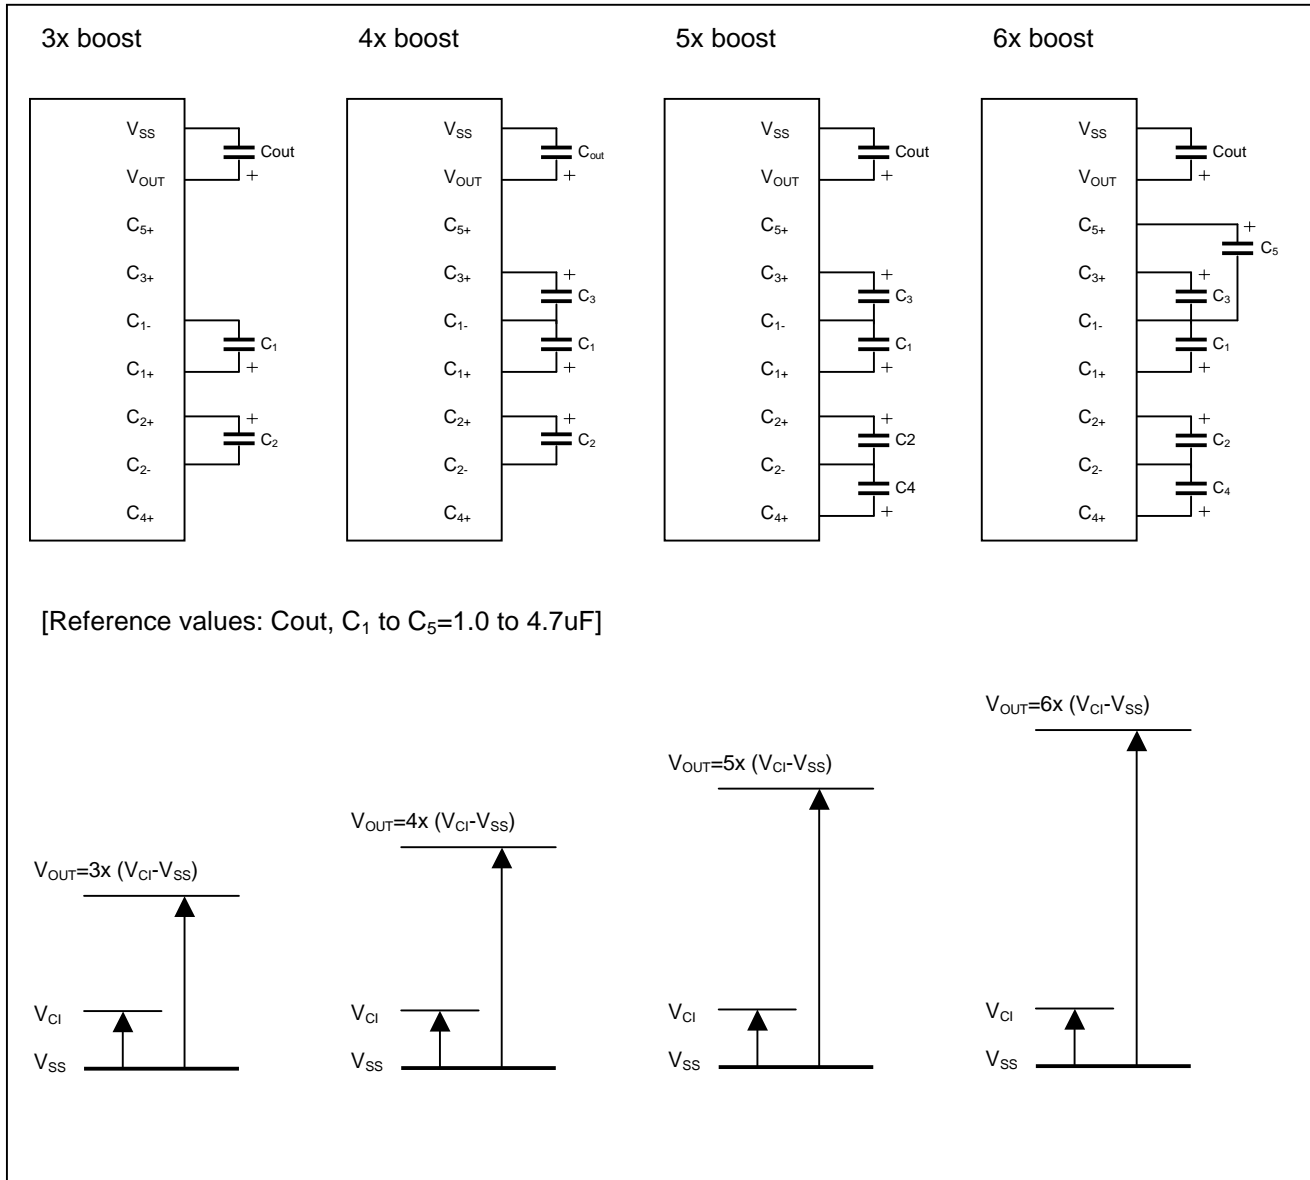 3x boost
4x boost
5x boost
6x boost
VSS
Cout
VOUT
+
C5+
C3+
C1-
C1
C1+
+
C2+
+
C2
C2-
C4+
VSS
Cout
VOUT
+
C5+
C3+
+
C3
C1-
C1
C1+
+
C2+
+
C2
C2-
C4+
VSS
Cout
VOUT
+
C5+
C3+
+
C3
C1-
C1
C1+
+
C2+
+
C2
C2-
C4
C4+
+
VSS
Cout
VOUT
+
C5+
+
C5
C3+
+
C3
C1-
C1
C1+
+
C2+
+
C2
C2-
C4
C4+
+
[Reference values: Cout, C1 to C5=1.0 to 4.7uF]
VOUT=3x (VCI-VSS)
VCI
VSS
VOUT=4x (VCI-VSS)
VCI
VSS
VOUT=5x (VCI-VSS)
VCI
VSS
VOUT=6x (VCI-VSS)
VCI
VSS